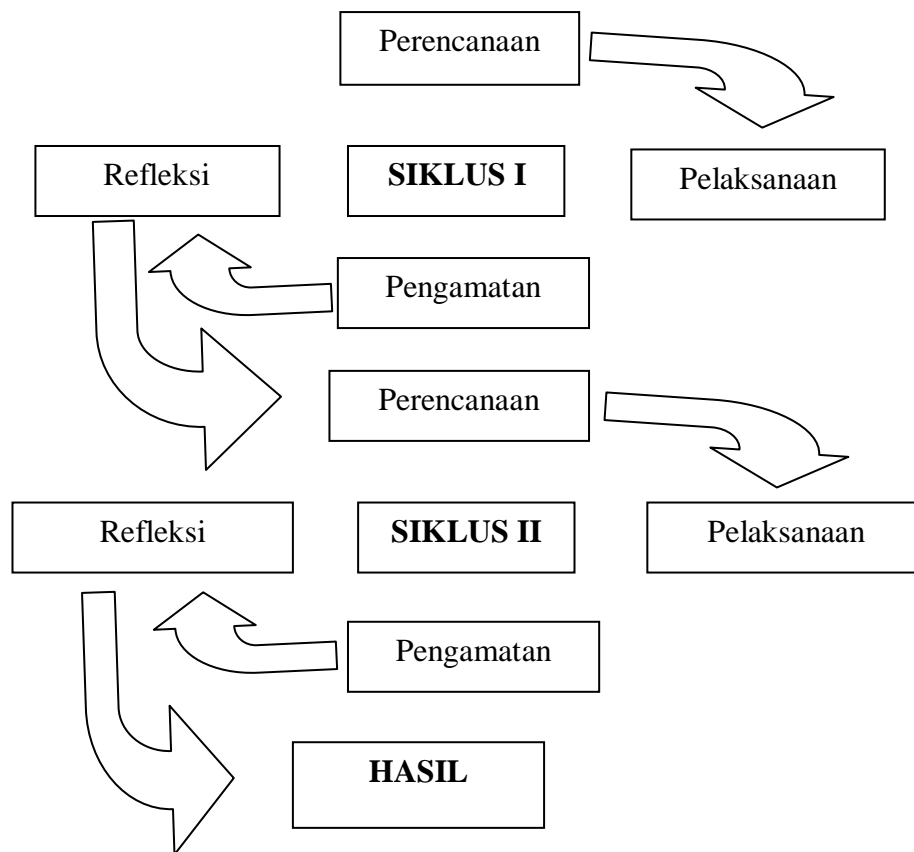 Perencanaan
Refleksi
SIKLUS I
Pelaksanaan
Pengamatan
Perencanaan
Refleksi
SIKLUS II
Pelaksanaan
Pengamatan
HASIL